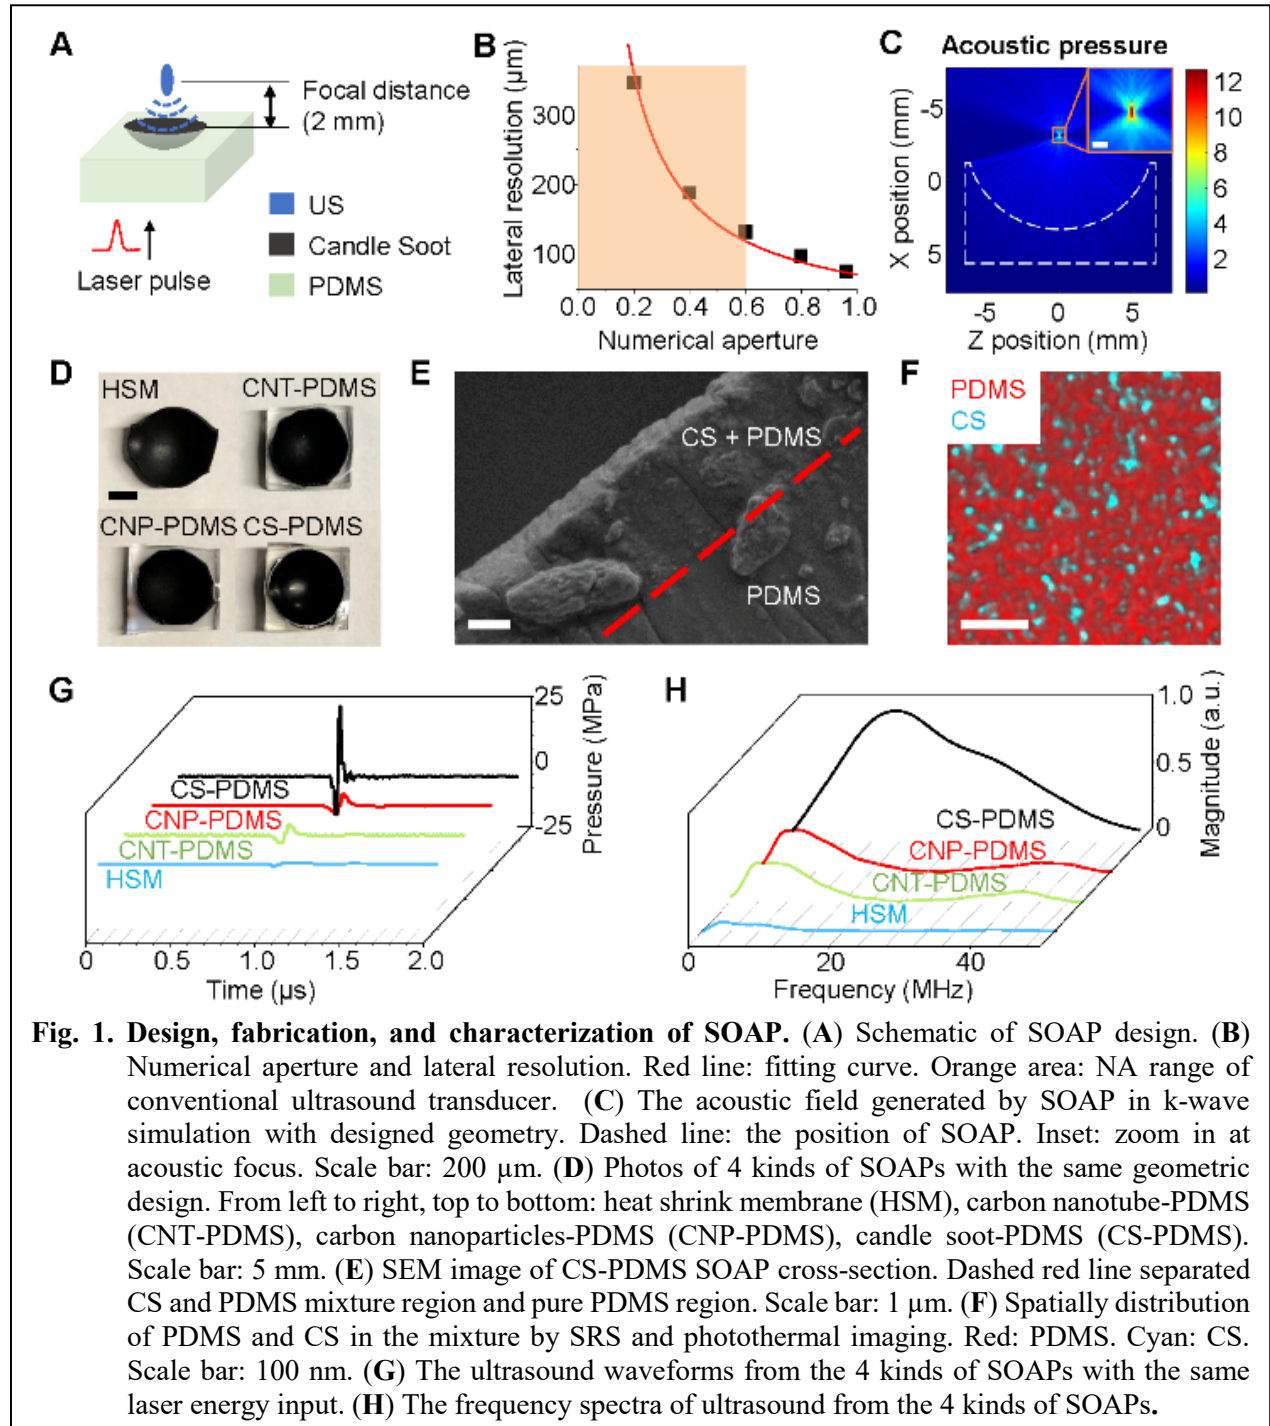 A
Focal distance
(2 mm)
US
Candle Soot
PDMS
Laser pulse
B
Lateral resolution (µm)
300
200
100
0.0 0.2 0.4 0.6 0.8 1.0
Numerical aperture
C
Acoustic pressure
X position (mm)
-5
0
5
-5 0 5
Z position (mm)
12
10
8
6
4
2
D
HSM
CNT-PDMS
CNP-PDMS
CS-PDMS
E
CS + PDMS
PDMS
F
PDMS
CS
G
CS-PDMS
CNP-PDMS
CNT-PDMS
HSM
25
0
-25
Pressure (MPa)
0 0.5 1.0 1.5 2.0
Time (µs)
H
CS-PDMS
CNP-PDMS
CNT-PDMS
HSM
1.0
0.5
0
Magnitude (a.u.)
0 20 40
Frequency (MHz)
Fig. 1. Design, fabrication, and characterization of SOAP. (A) Schematic of SOAP design. (B)
Numerical aperture and lateral resolution. Red line: fitting curve. Orange area: NA range of
conventional ultrasound transducer. (C) The acoustic field generated by SOAP in k-wave
simulation with designed geometry. Dashed line: the position of SOAP. Inset: zoom in at
acoustic focus. Scale bar: 200 µm. (D) Photos of 4 kinds of SOAPs with the same geometric
design. From left to right, top to bottom: heat shrink membrane (HSM), carbon nanotube-PDMS
(CNT-PDMS), carbon nanoparticles-PDMS (CNP-PDMS), candle soot-PDMS (CS-PDMS).
Scale bar: 5 mm. (E) SEM image of CS-PDMS SOAP cross-section. Dashed red line separated
CS and PDMS mixture region and pure PDMS region. Scale bar: 1 µm. (F) Spatially distribution
of PDMS and CS in the mixture by SRS and photothermal imaging. Red: PDMS. Cyan: CS.
Scale bar: 100 nm. (G) The ultrasound waveforms from the 4 kinds of SOAPs with the same
laser energy input. (H) The frequency spectra of ultrasound from the 4 kinds of SOAPs.